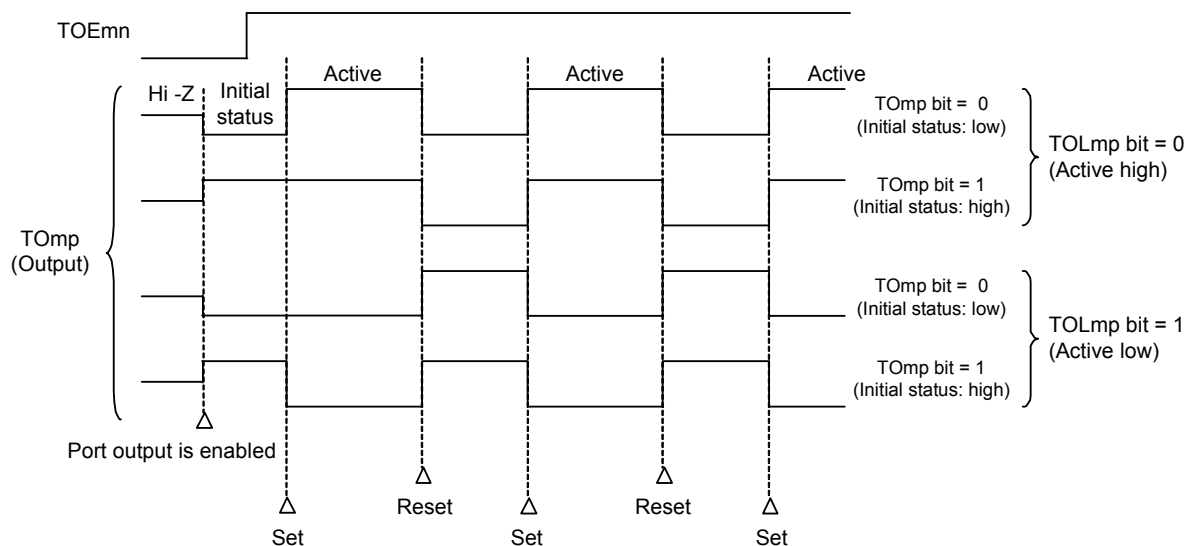 TOEmn
Active
Active
Active
Hi -Z
Initial
status
TOmp bit = 0
(Initial status: low)
TOLmp bit = 0
(Active high)
TOmp bit = 1
(Initial status: high)
TOmp
(Output)
TOmp bit = 0
(Initial status: low)
TOLmp bit = 1
(Active low)
TOmp bit = 1
(Initial status: high)
Port output is enabled
Reset
Reset
Set
Set
Set